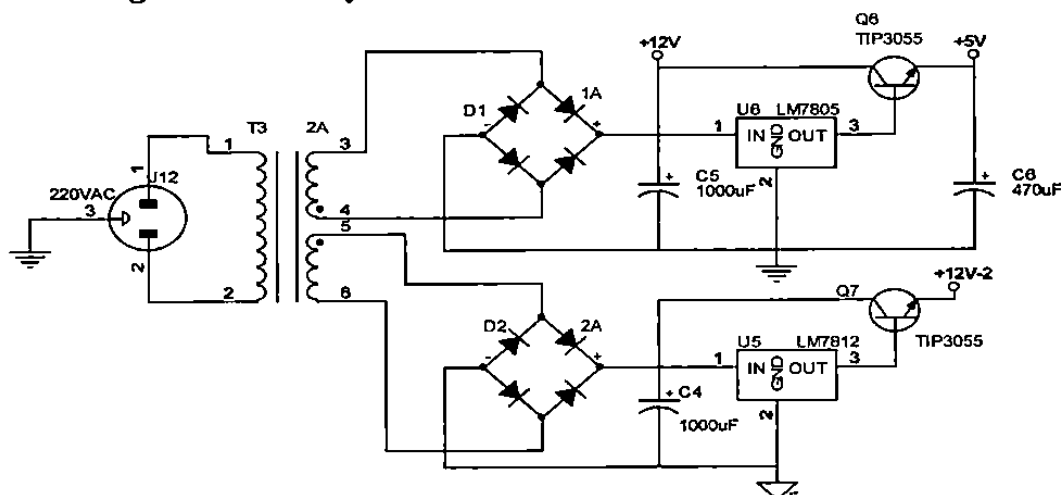 Q6
TIP3055
+12V
+5V
D1
1A
U6 LM7805
1 IN GND OUT 3
2
C5
1000uF
C6
470uF
T3
2A
1
3
J12
1
220VAC
3
2
2
4
5
6
- +
+
+
+12V-2
Q7
TIP3055
D2
2A
U5 LM7812
1 IN GND OUT 3
2
- +
+ C4
1000uF